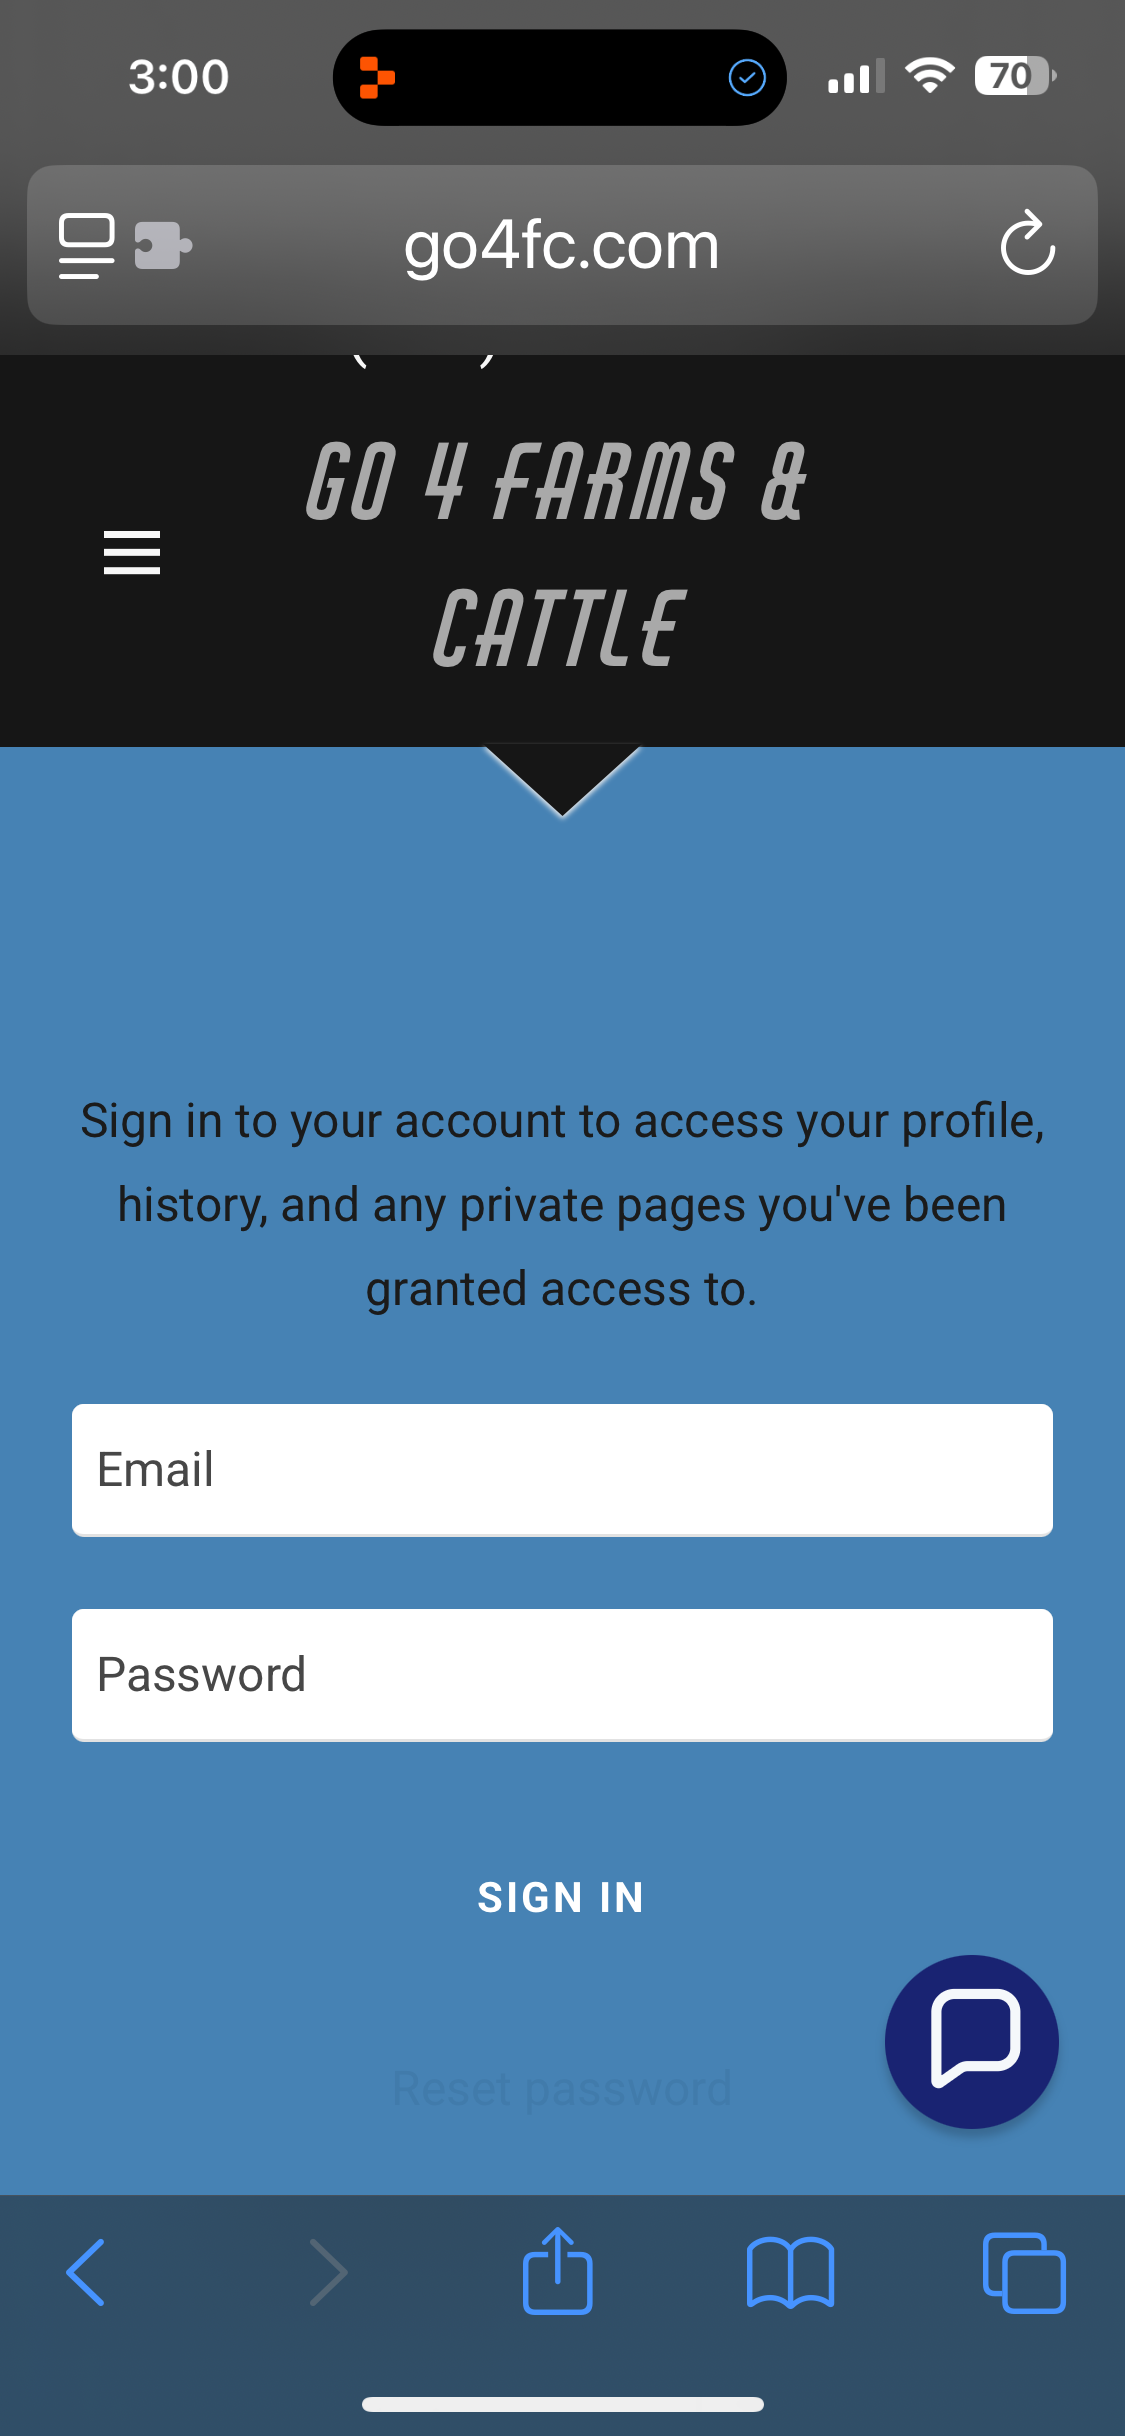 3:00
70
go4fc.com
GO 4 FARMS &
CATTLE
Sign in to your account to access your profile,
history, and any private pages you've been
granted access to.
Email
Password
SIGN IN
Reset password